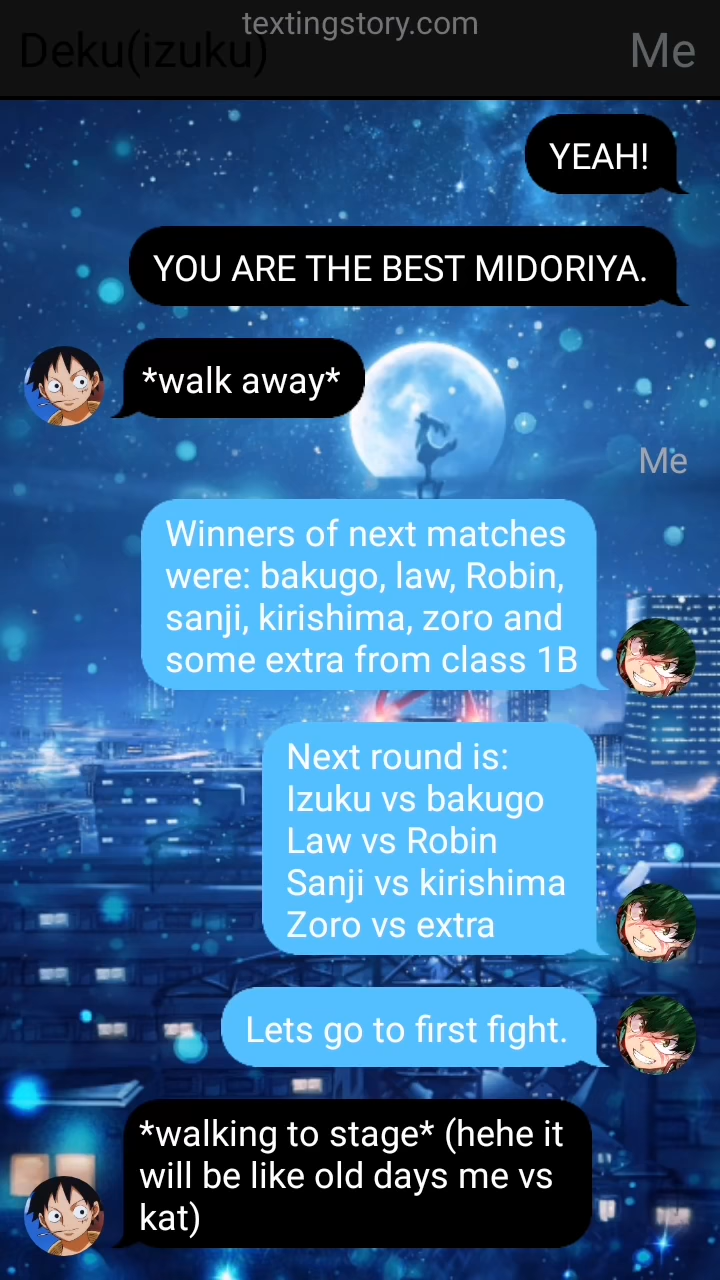 textingstory.com
Deku(izuku)
Me
YEAH!
YOU ARE THE BEST MIDORIYA.
*walk away*
Me
Winners of next matches
were: bakugo, law, Robin,
sanji, kirishima, zoro and
some extra from class 1B
Next round is:
Izuku vs bakugo
Law vs Robin
Sanji vs kirishima
Zoro vs extra
Lets go to first fight.
*walking to stage* (hehe it
will be like old days me vs
kat)